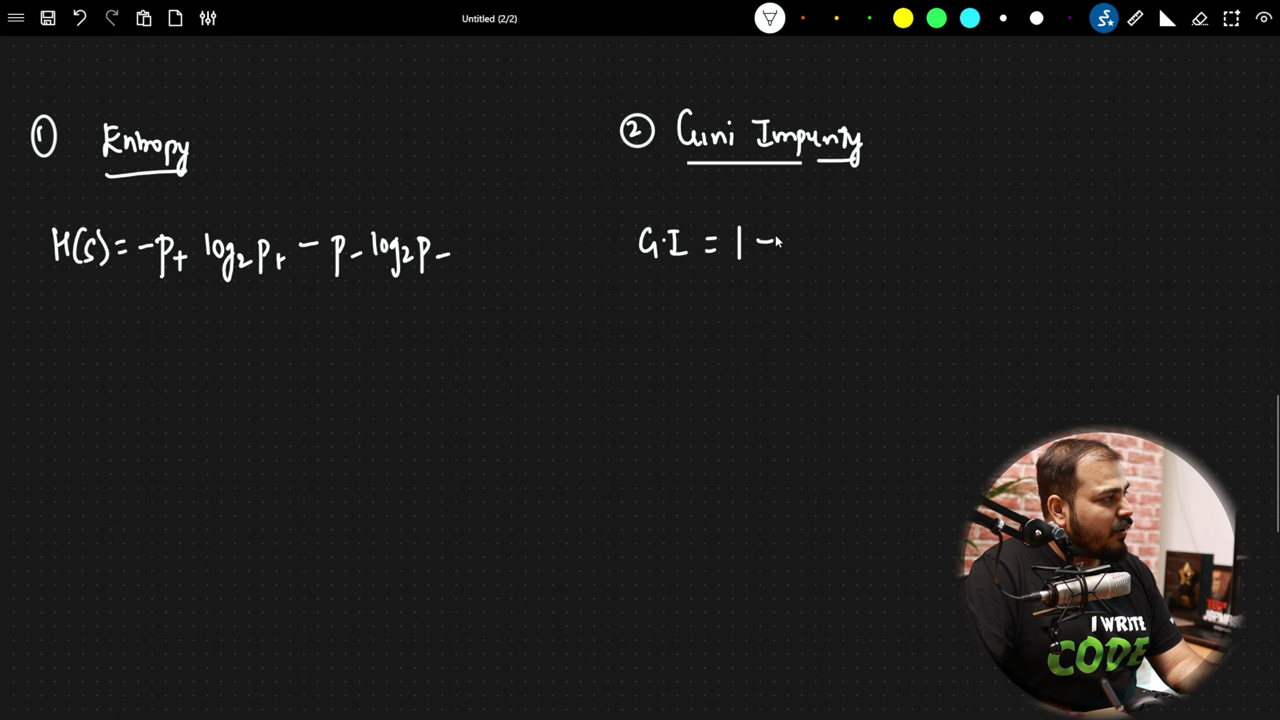 Untitled (2/2)
① Entropy
② Gini Impurity
H(S) = -p+ log2 p+ - p- log2 p-
G.I = 1 -
I WRITE
CODE